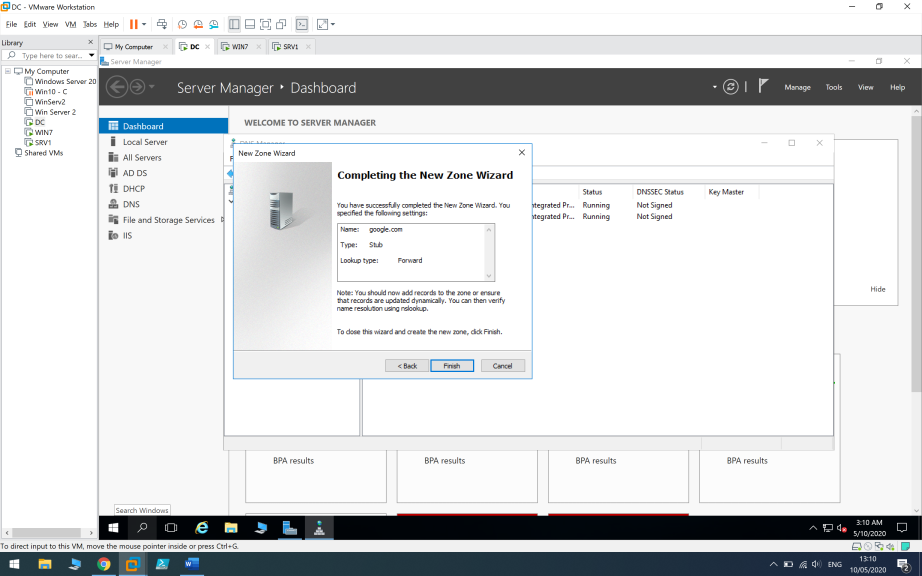 DC - VMware Workstation
File Edit View VM Tabs Help
Library
Type here to sear...
My Computer
Windows Server 20
Win10 - C
WinServ2
Win Server 2
DC
WIN7
SRV1
Shared VMs
My Computer
DC
WIN7
SRV1
Server Manager
Server Manager • Dashboard
Manage Tools View Help
Dashboard
Local Server
All Servers
AD DS
DHCP
DNS
File and Storage Services
IIS
WELCOME TO SERVER MANAGER
DNS Manager
New Zone Wizard
Completing the New Zone Wizard
You have successfully completed the New Zone Wizard. You
specified the following settings:
Name: google.com
Type: Stub
Lookup type: Forward
Note: You should now add records to the zone or ensure
that records are updated dynamically. You can then verify
name resolution using nslookup.
To close this wizard and create the new zone, click Finish.
< Back Finish Cancel
Status DNSSEC Status Key Master
ntegrated Pr... Running Not Signed
ntegrated Pr... Running Not Signed
Hide
BPA results BPA results BPA results BPA results
Search Windows
3:10 AM
5/10/2020
To direct input to this VM, move the mouse pointer inside or press Ctrl+G.
ENG
13:10
10/05/2020
2